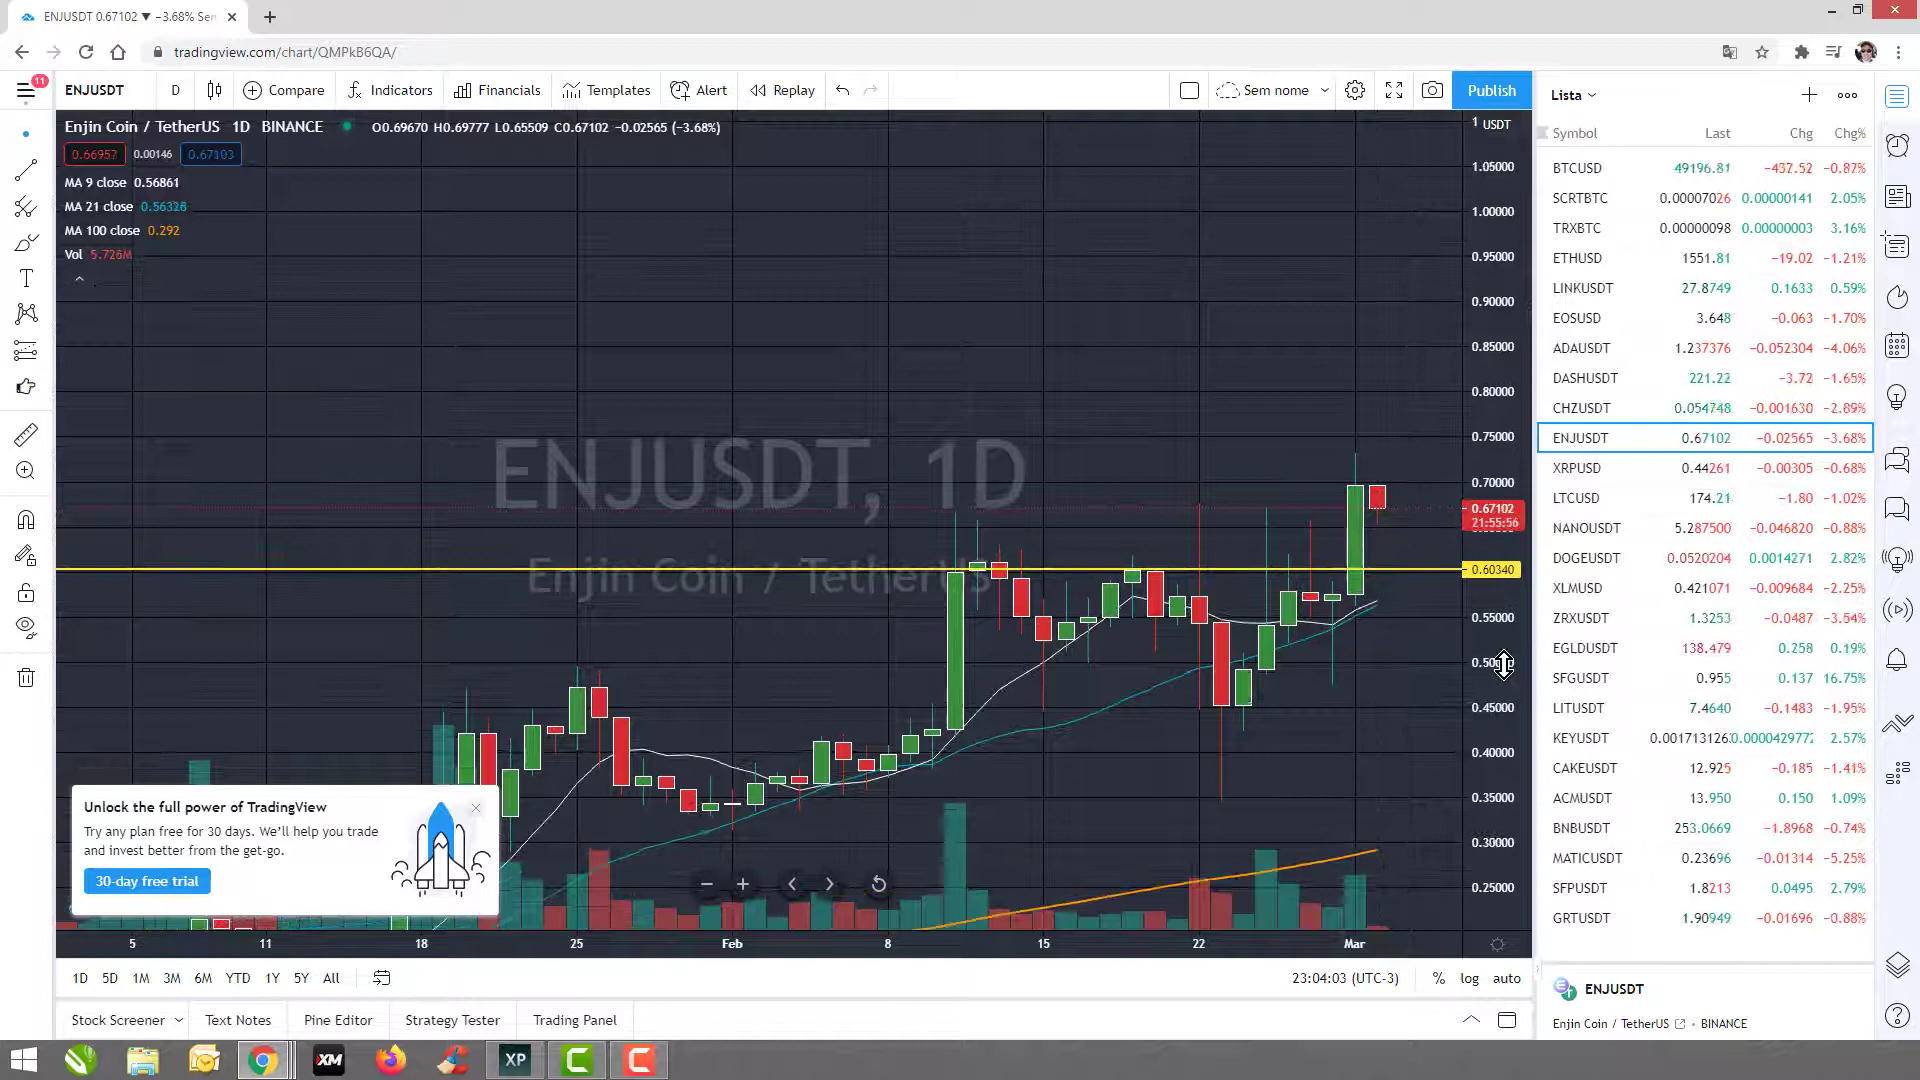 ENJUSDT 0.67102 ▼ −3.68% Sem
tradingview.com/chart/QMPkB6QA/
11
ENJUSDT D Compare Indicators Financials Templates Alert Replay Sem nome Publish
Enjin Coin / TetherUS 1D BINANCE O0.69670 H0.69777 L0.65509 C0.67102 −0.02565 (−3.68%)
0.66957 0.00146 0.67103
MA 9 close 0.56861
MA 21 close 0.56328
MA 100 close 0.292
Vol 5.726M
ENJUSDT, 1D
Enjin Coin / TetherUS
1 USDT
1.05000
1.00000
0.95000
0.90000
0.85000
0.80000
0.75000
0.70000
0.67102
21:55:56
0.60340
0.55000
0.45000
0.40000
0.35000
0.30000
0.25000
Unlock the full power of TradingView
Try any plan free for 30 days. We'll help you trade
and invest better from the get-go.
30-day free trial
5 11 18 25 Feb 8 15 22 Mar
1D 5D 1M 3M 6M YTD 1Y 5Y All 23:04:03 (UTC-3) % log auto
Stock Screener Text Notes Pine Editor Strategy Tester Trading Panel
Lista
Symbol Last Chg Chg%
BTCUSD 49196.81 −437.52 −0.87%
SCRTBTC 0.00007026 0.00000141 2.05%
TRXBTC 0.00000098 0.00000003 3.16%
ETHUSD 1551.81 −19.02 −1.21%
LINKUSDT 27.8749 0.1633 0.59%
EOSUSD 3.648 −0.063 −1.70%
ADAUSDT 1.237376 −0.052304 −4.06%
DASHUSDT 221.22 −3.72 −1.65%
CHZUSDT 0.054748 −0.001630 −2.89%
ENJUSDT 0.67102 −0.02565 −3.68%
XRPUSD 0.44261 −0.00305 −0.68%
LTCUSD 174.21 −1.80 −1.02%
NANOUSDT 5.287500 −0.046820 −0.88%
DOGEUSDT 0.0520204 0.0014271 2.82%
XLMUSD 0.421071 −0.009684 −2.25%
ZRXUSDT 1.3253 −0.0487 −3.54%
EGLDUSDT 138.479 0.258 0.19%
SFGUSDT 0.955 0.137 16.75%
LITUSDT 7.4640 −0.1483 −1.95%
KEYUSDT 0.001713126 0.000042977 2.57%
CAKEUSDT 12.925 −0.185 −1.41%
ACMUSDT 13.950 0.150 1.09%
BNBUSDT 253.0669 −1.8968 −0.74%
MATICUSDT 0.23696 −0.01314 −5.25%
SFPUSDT 1.8213 0.0495 2.79%
GRTUSDT 1.90949 −0.01696 −0.88%
ENJUSDT
Enjin Coin / TetherUS • BINANCE
XM XP